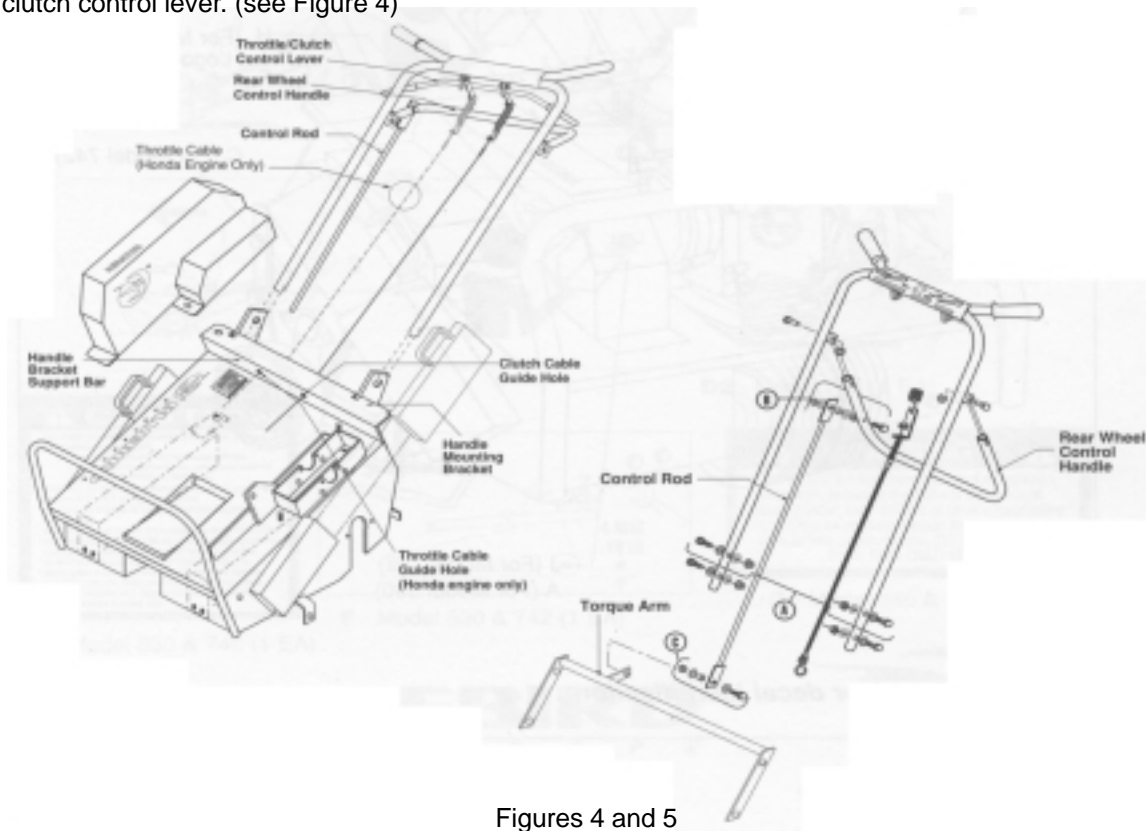 clutch control lever. (see Figure 4)
Throttle/Clutch
Control Lever
Rear Wheel
Control Handle
Control Rod
Throttle Cable
(Honda Engine Only)
Handle
Bracket
Support Bar
Clutch Cable
Guide Hole
Handle
Mounting
Bracket
Throttle Cable
Guide Hole
(Honda engine only)
B
Rear Wheel
Control
Handle
Control Rod
A
Torque Arm
C
Figures 4 and 5